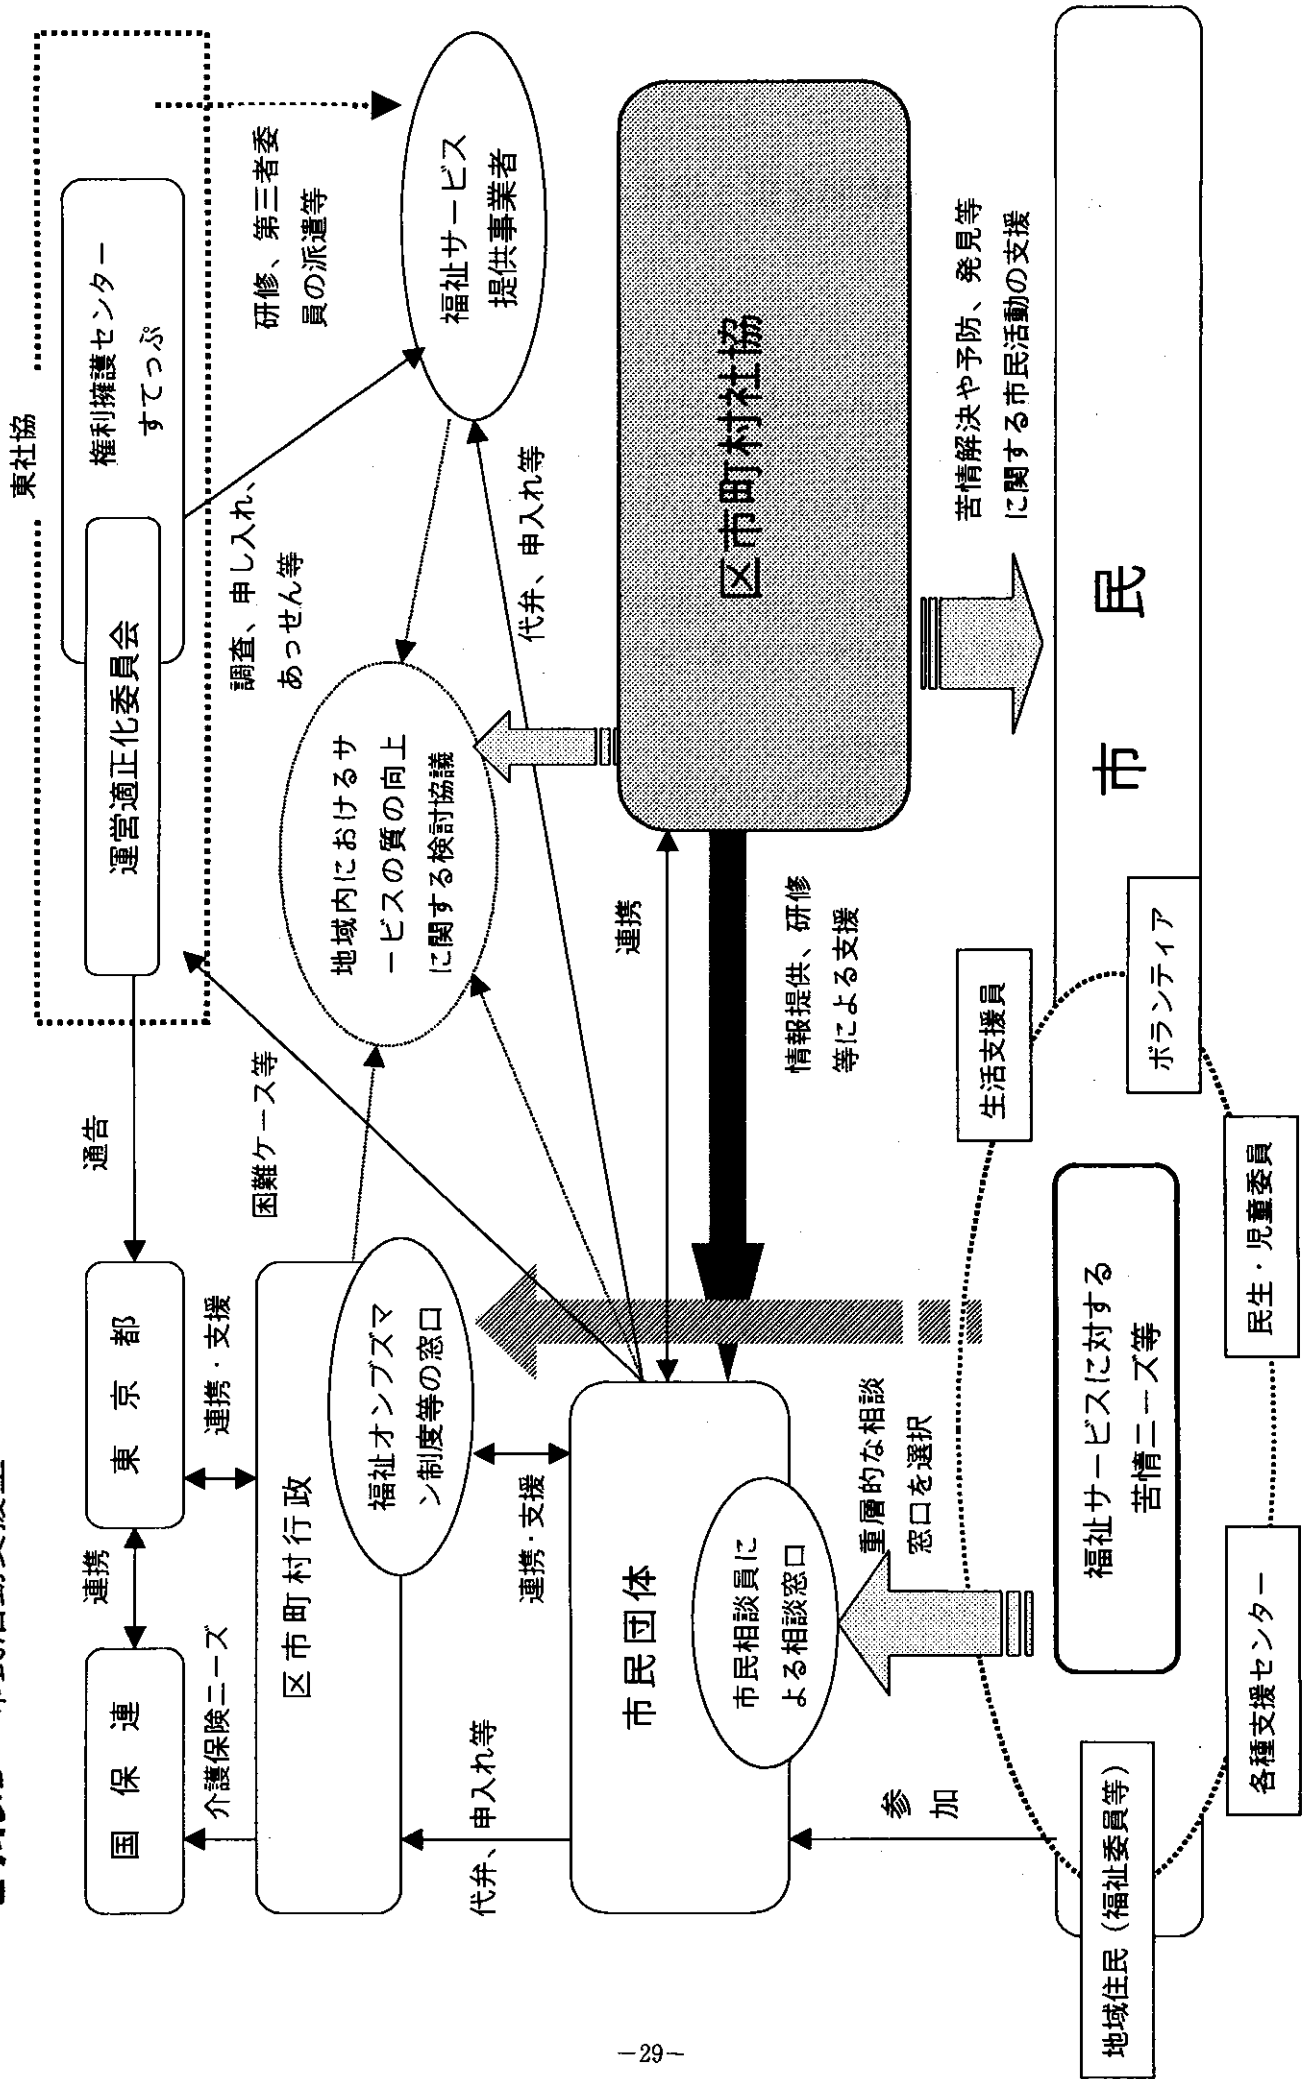 東社協
権利擁護センター
すてっぷ
運営適正化委員会
通告
東京都
連携
国保連
研修、第三者委
員の派遣等
調査、申し入れ、
あっせん等
困難ケース等
連携・支援
介護保険ニーズ
福祉サービス
提供事業者
地域内におけるサ
ービスの質の向上
に関する検討協議
区市町村行政
福祉オンブズマ
ン制度等の窓口
代弁、申入れ等
連携・支援
代弁、申入れ等
区市町村社協
連携
市民団体
市民相談員に
よる相談窓口
情報提供、研修
等による支援
重層的な相談
窓口を選択
参加
苦情解決や予防、発見等
に関する市民活動の支援
市民
生活支援員
ボランティア
民生・児童委員
福祉サービスに対する
苦情ニーズ等
各種支援センター
地域住民（福祉委員等）
－29－